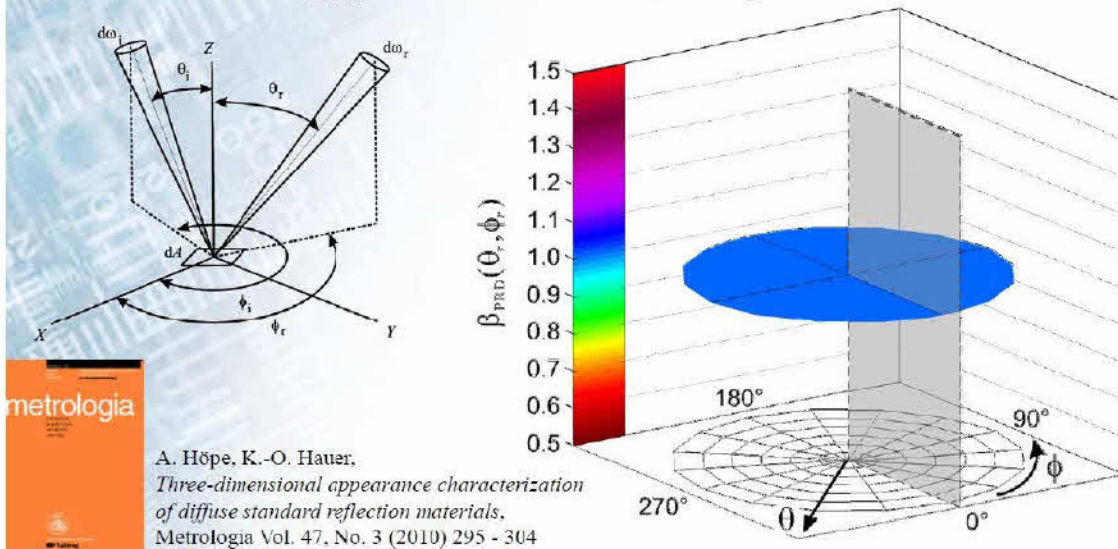 dω_i
Z
dω_r
θ_i
θ_r
dA
ϕ_i
ϕ_r
X
Y
metrologia
A. Höpe, K.-O. Hauer,
Three-dimensional appearance characterization
of diffuse standard reflection materials,
Metrologia Vol. 47, No. 3 (2010) 295 - 304
β_PRD(θ_r,ϕ_r)
1.5
1.4
1.3
1.2
1.1
1.0
0.9
0.8
0.7
0.6
0.5
180°
90°
270°
0°
θ
ϕ